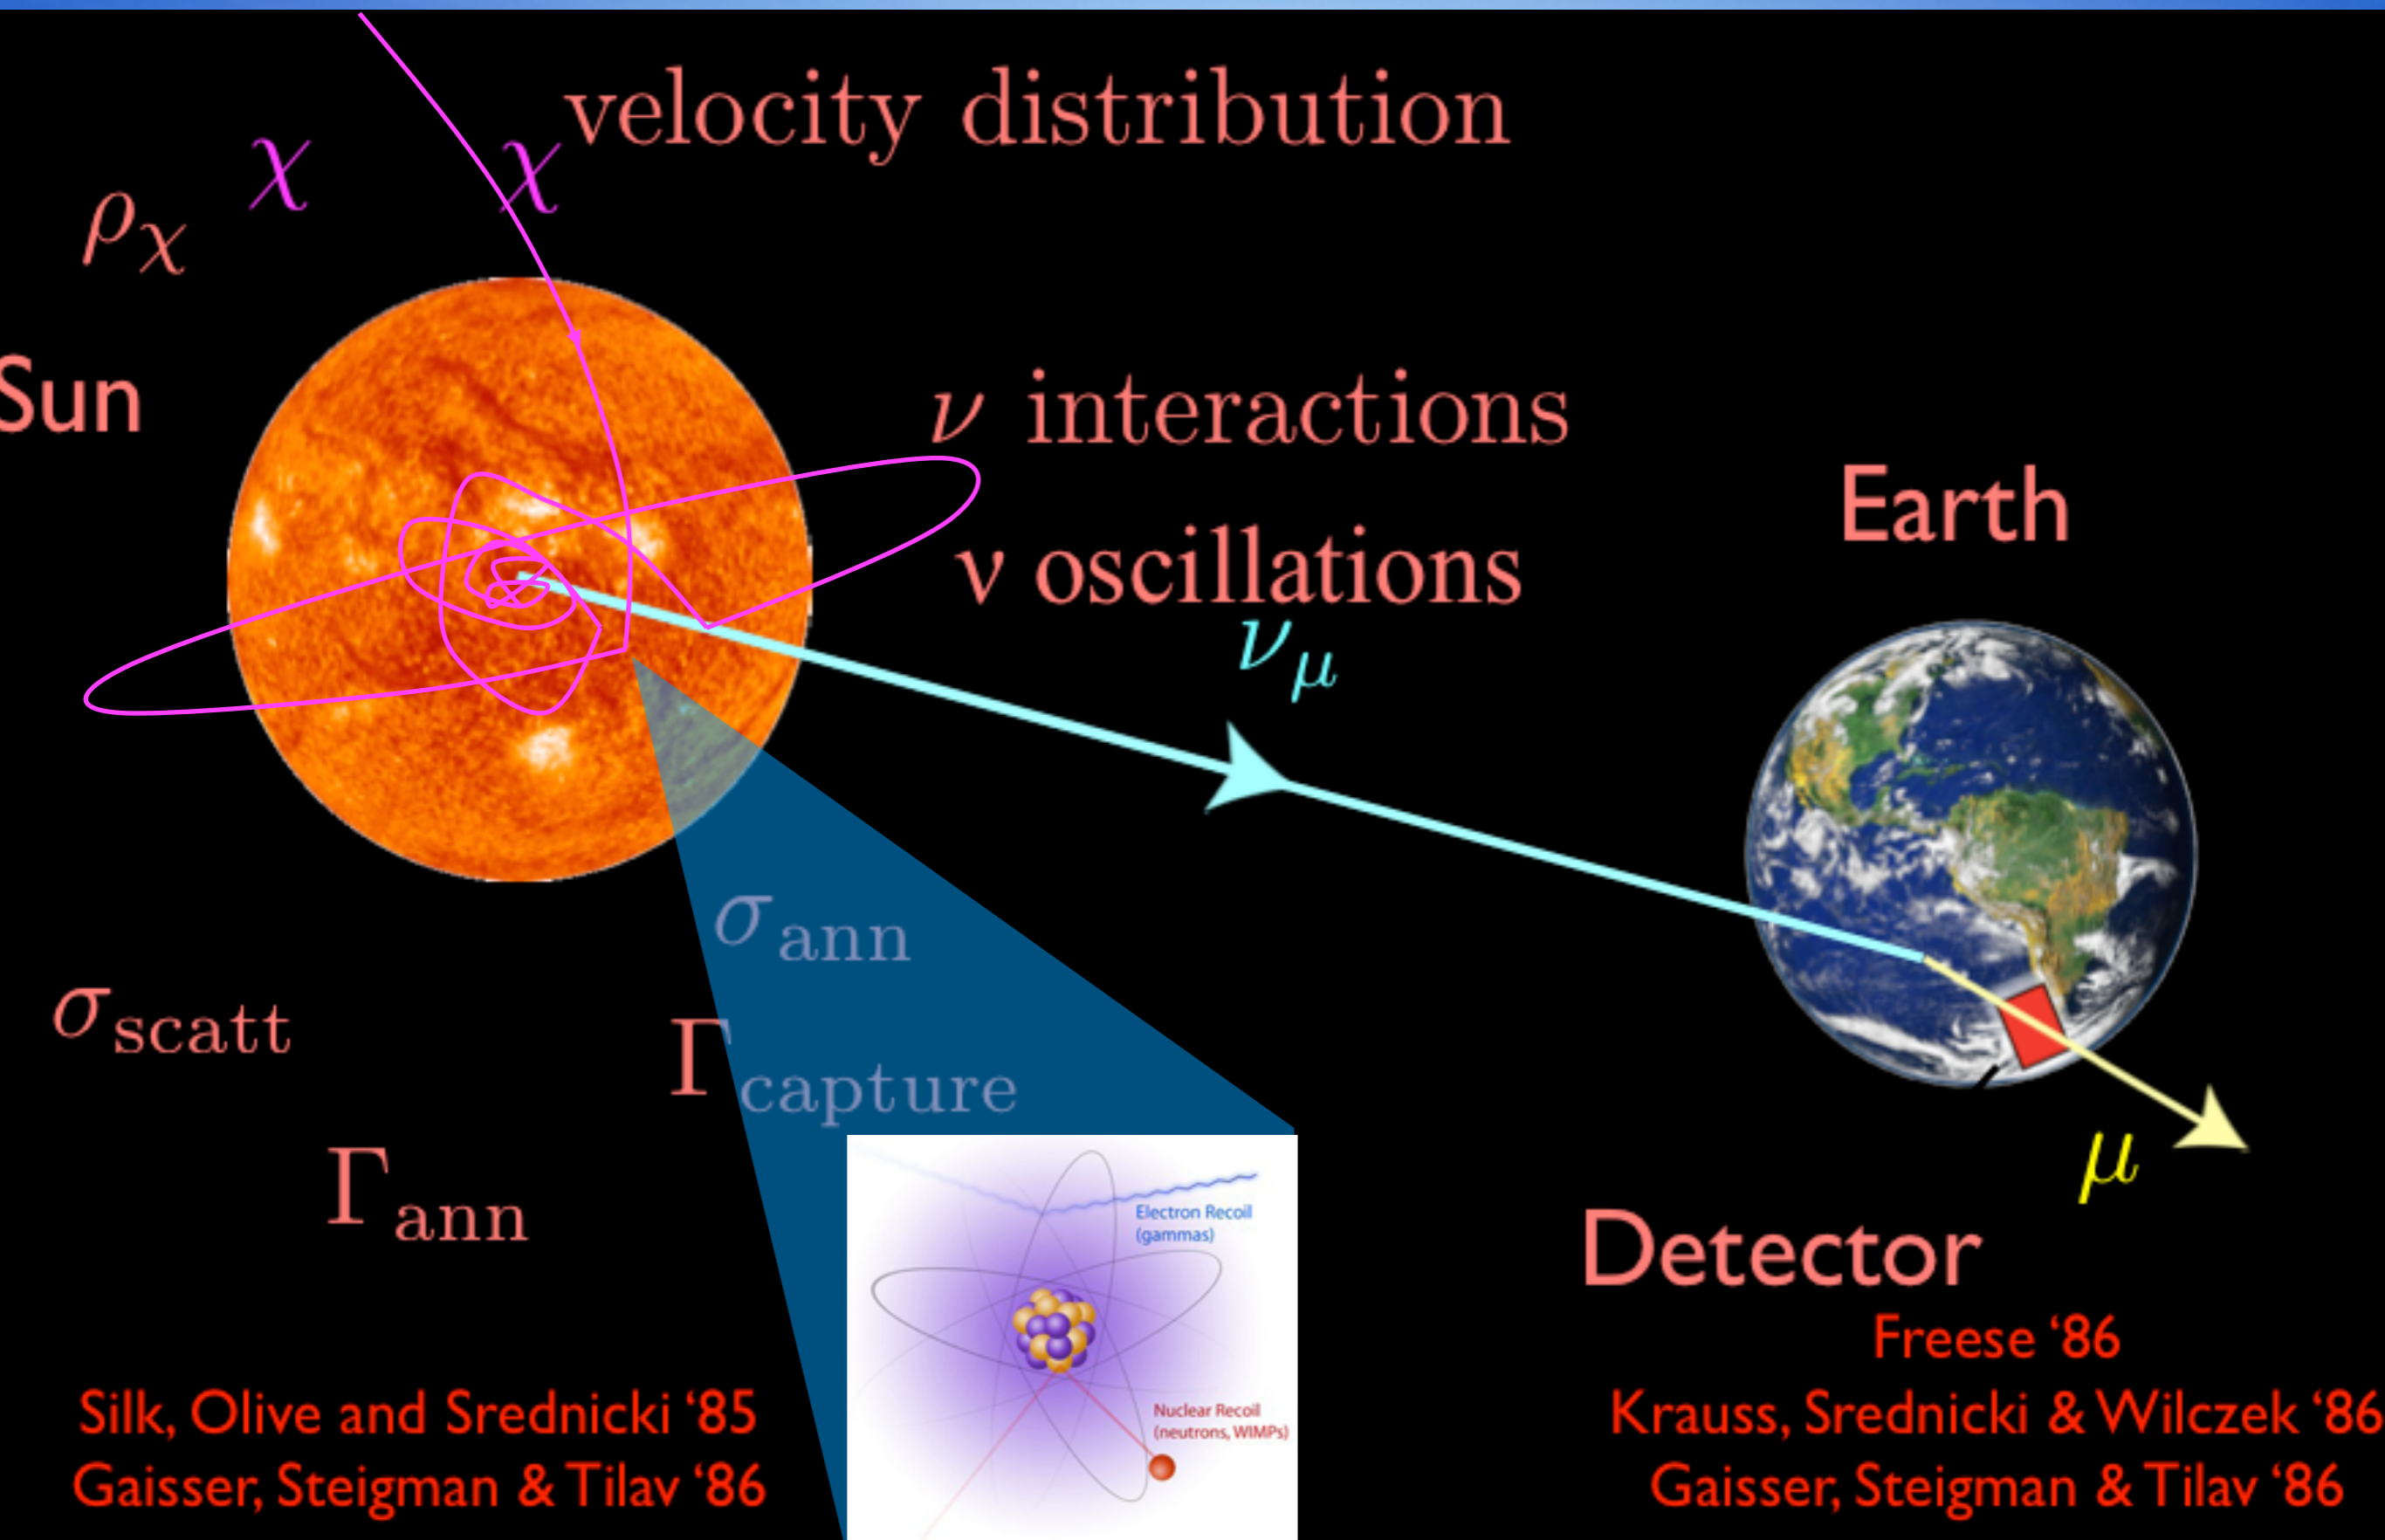 velocity distribution
χ χ
ρχ
Sun
ν interactions
ν oscillations
νμ
Earth
σann
σscatt
Γcapture
Γann
μ
Electron Recoil
(gammas)
Nuclear Recoil
(neutrons, WIMPs)
Detector
Freese ‘86
Krauss, Srednicki & Wilczek ‘86
Gaisser, Steigman & Tilav ‘86
Silk, Olive and Srednicki ‘85
Gaisser, Steigman & Tilav ‘86